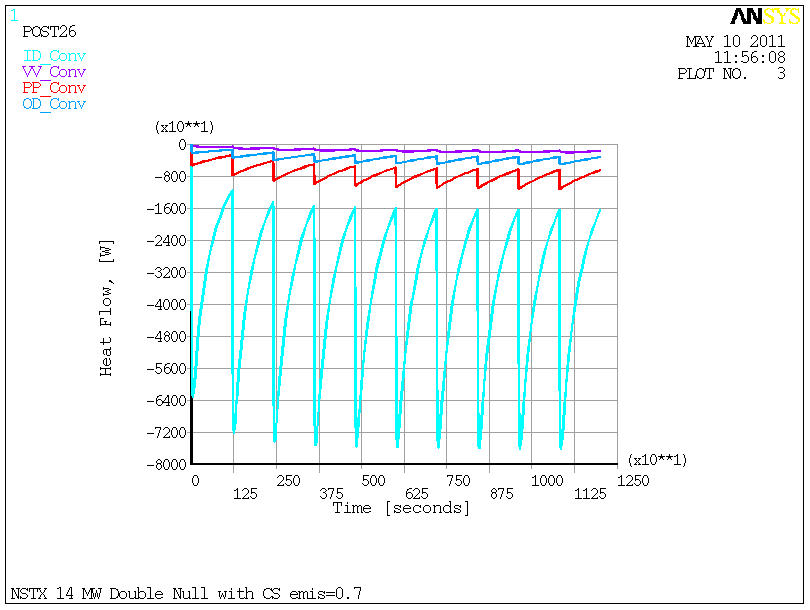 1
ANSYS
POST26
MAY 10 2011
11:56:08
PLOT NO. 3
ID_Conv
VV_Conv
PP_Conv
OD_Conv
(x10**1)
0
-800
-1600
-2400
-3200
-4000
-4800
-5600
-6400
-7200
-8000
Heat Flow, [W]
(x10**1)
0
250
500
750
1000
1250
125
375
625
875
1125
Time [seconds]
NSTX 14 MW Double Null with CS emis=0.7